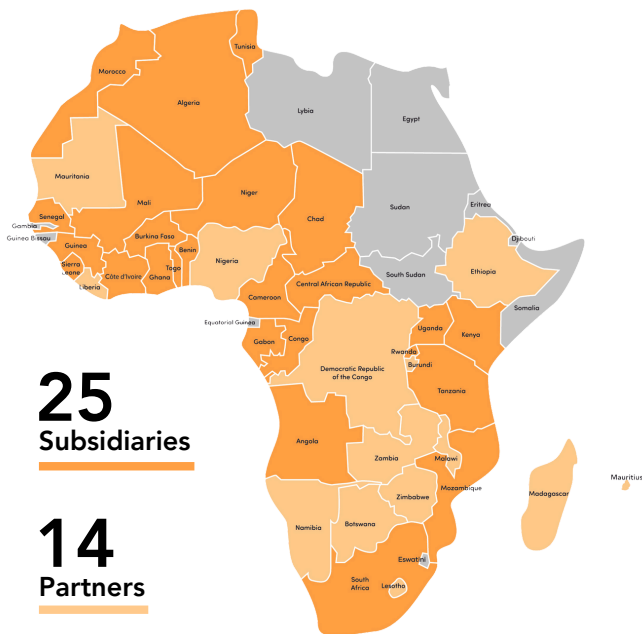 Tunisia
Morocco
Algeria
Lybia
Egypt
Mauritania
Mali
Niger
Chad
Sudan
Eritrea
Senegal
Gambia
Guinea Bissau
Guinea
Burkina Faso
Benin
Djibouti
Sierra
Leone
Côte d'Ivoire
Ghana
Togo
Nigeria
Liberia
Ethiopia
South Sudan
Central African Republic
Cameroon
Somalia
Equatorial Guinea
Gabon
Congo
Uganda
Kenya
Rwanda
Burundi
Democratic Republic
of the Congo
Tanzania
25
Subsidiaries
Angola
Zambia
Malawi
Mozambique
Mauritius
Madagascar
Zimbabwe
Namibia
Botswana
14
Partners
Eswatini
South
Africa
Lesotho